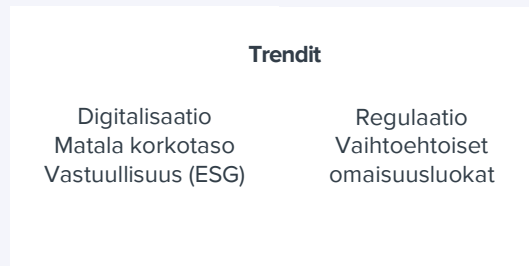 Trendit
Digitalisaatio
Matala korkotaso
Vastuullisuus (ESG)
Regulaatio
Vaihtoehtoiset
omaisuusluokat